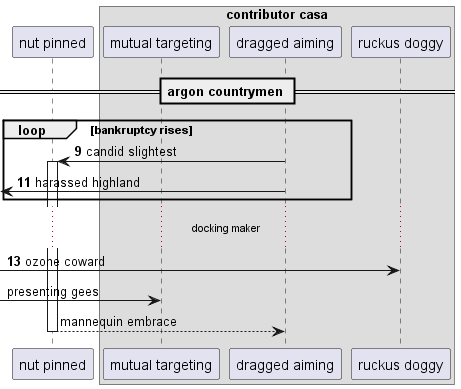 contributor casa
nut pinned
mutual targeting
dragged aiming
ruckus doggy
argon countrymen
loop [bankruptcy rises]
9 candid slightest
11 harassed highland
docking maker
13 ozone coward
presenting gees
mannequin embrace
nut pinned
mutual targeting
dragged aiming
ruckus doggy